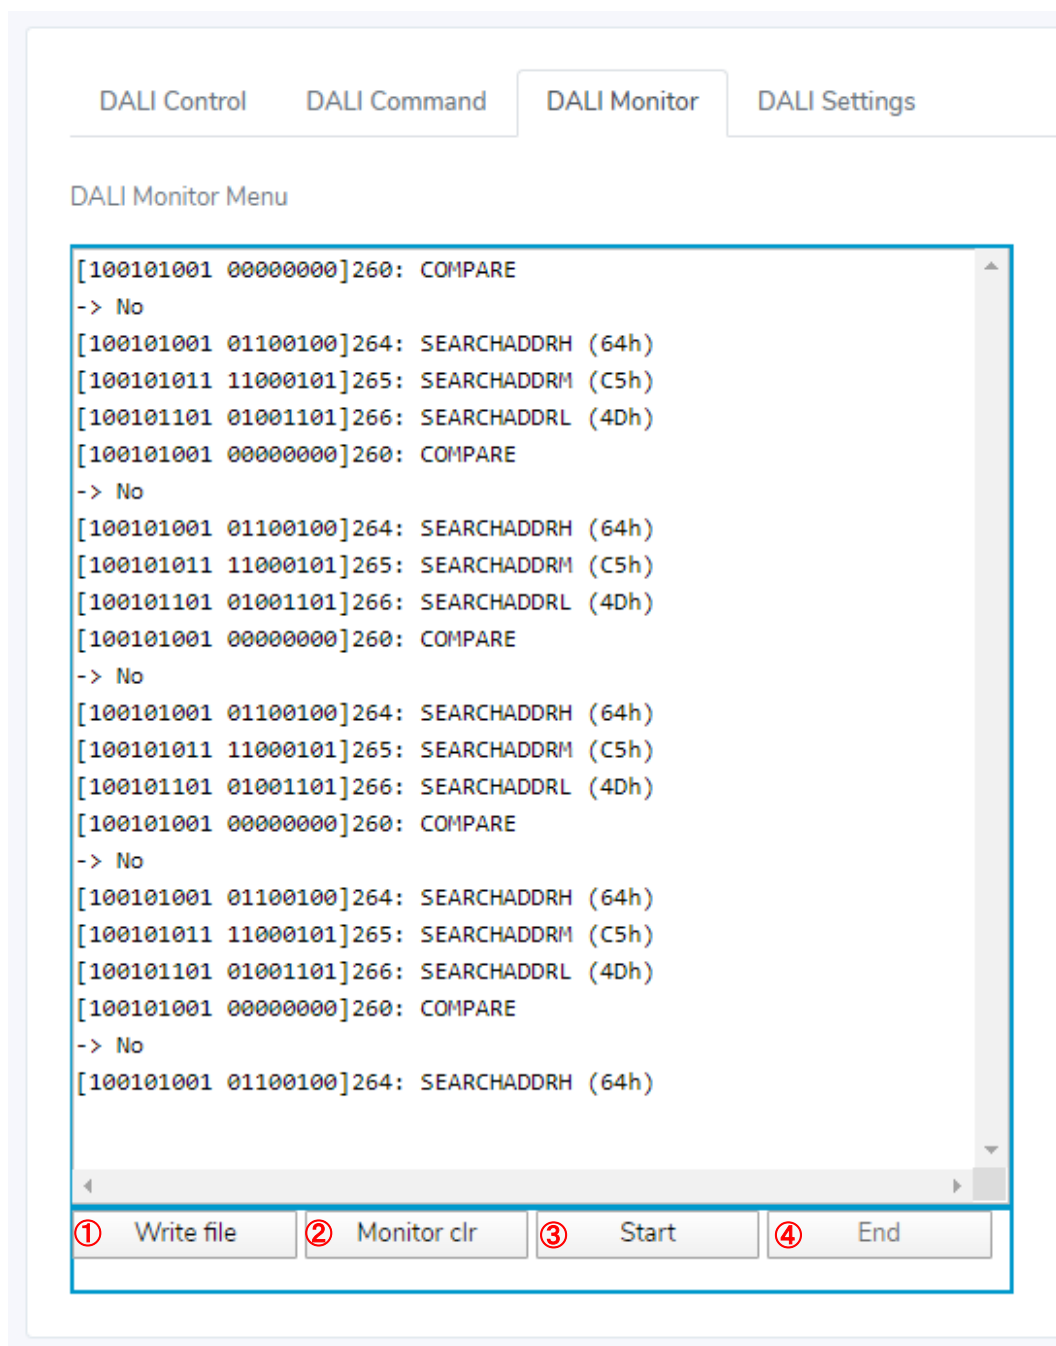 DALI Control DALI Command DALI Monitor DALI Settings
DALI Monitor Menu
[100101001 00000000]260: COMPARE
-> No
[100101001 01100100]264: SEARCHADDRH (64h)
[100101011 11000101]265: SEARCHADDRM (C5h)
[100101101 01001101]266: SEARCHADDRL (4Dh)
[100101001 00000000]260: COMPARE
-> No
[100101001 01100100]264: SEARCHADDRH (64h)
[100101011 11000101]265: SEARCHADDRM (C5h)
[100101101 01001101]266: SEARCHADDRL (4Dh)
[100101001 00000000]260: COMPARE
-> No
[100101001 01100100]264: SEARCHADDRH (64h)
[100101011 11000101]265: SEARCHADDRM (C5h)
[100101101 01001101]266: SEARCHADDRL (4Dh)
[100101001 00000000]260: COMPARE
-> No
[100101001 01100100]264: SEARCHADDRH (64h)
[100101011 11000101]265: SEARCHADDRM (C5h)
[100101101 01001101]266: SEARCHADDRL (4Dh)
[100101001 00000000]260: COMPARE
-> No
[100101001 01100100]264: SEARCHADDRH (64h)
① Write file ② Monitor clr ③ Start ④ End